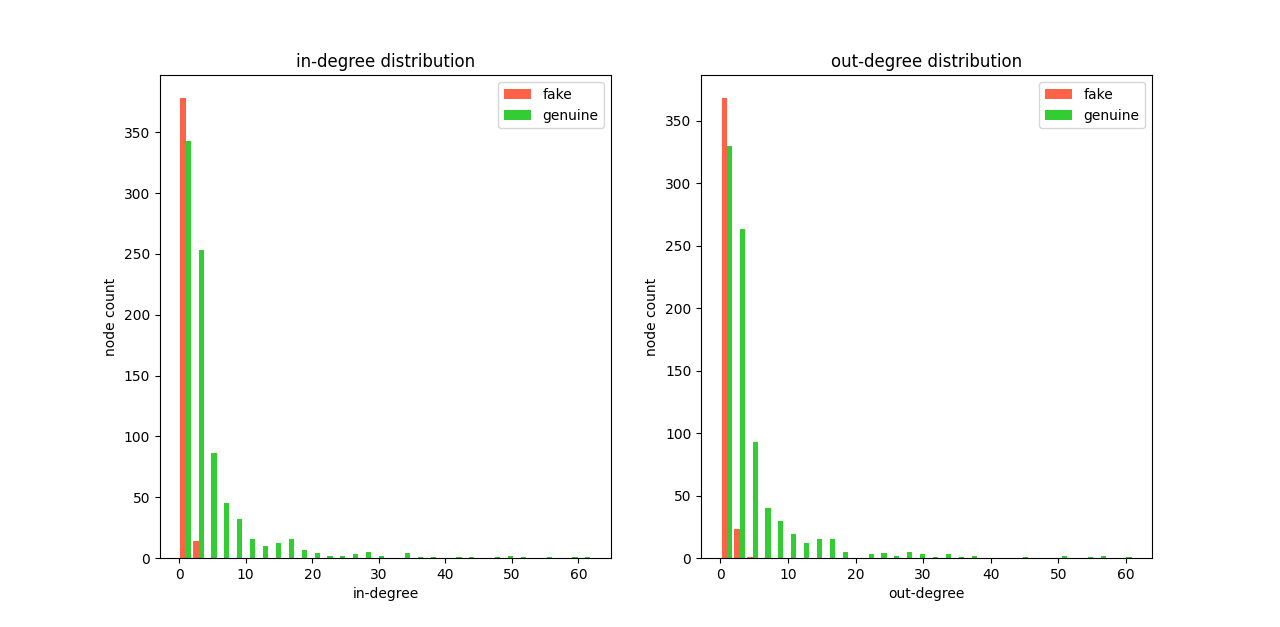 in-degree distribution
fake
genuine
node count
350
300
250
200
150
100
50
0
0 10 20 30 40 50 60
in-degree
out-degree distribution
fake
genuine
node count
350
300
250
200
150
100
50
0
0 10 20 30 40 50 60
out-degree